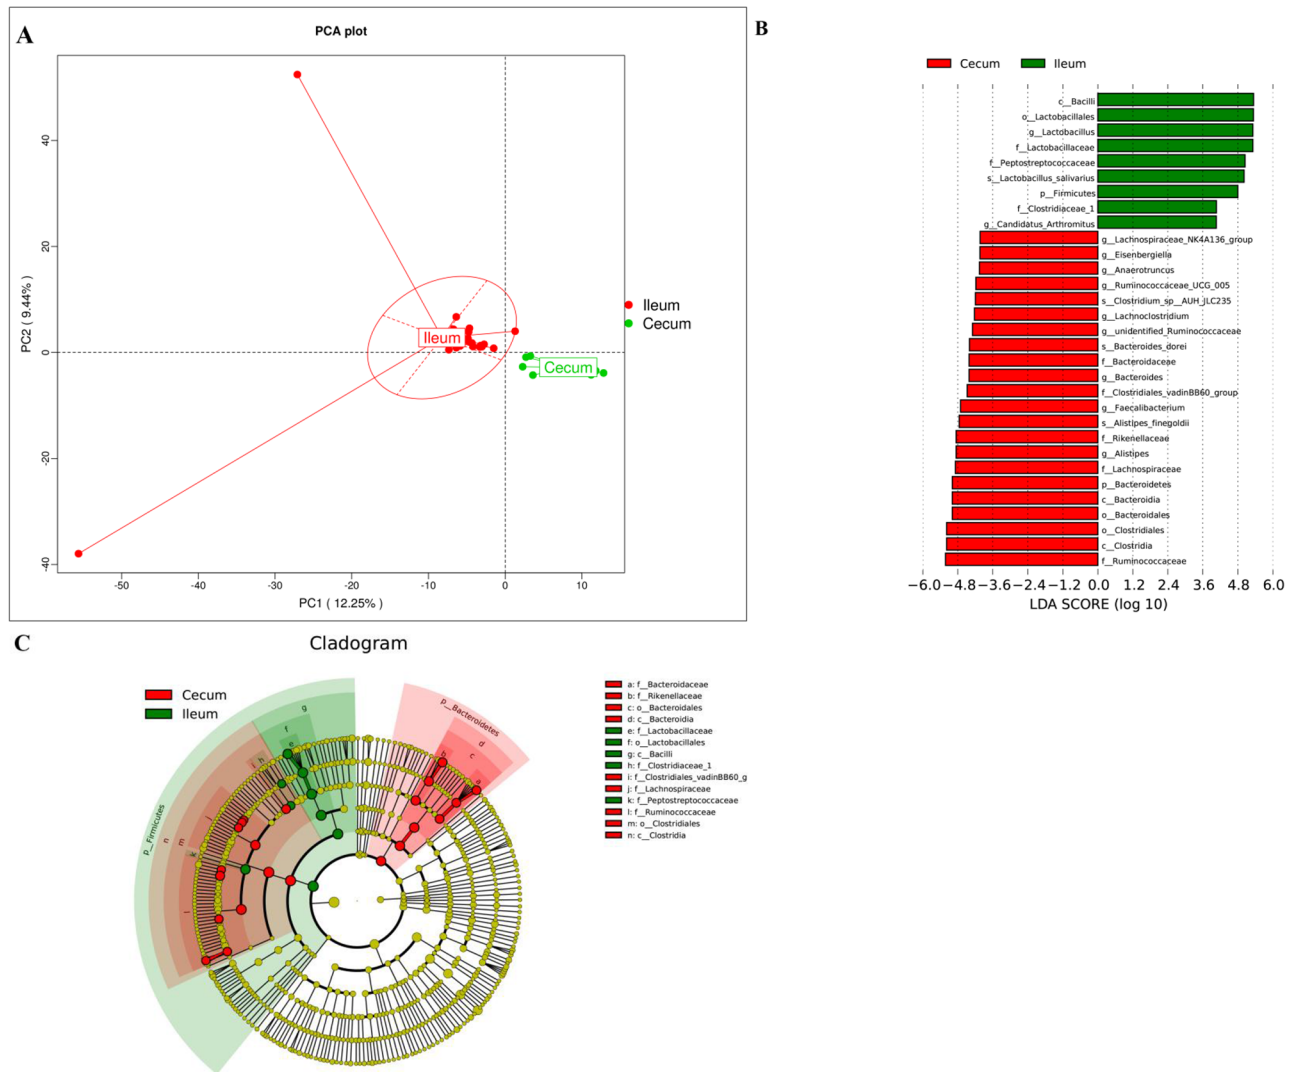 A
PCA plot
PC2 ( 9.44% )
40
20
0
-20
-40
-50
-40
-30
-20
-10
0
10
PC1 ( 12.25% )
Ileum
Cecum
Ileum
Cecum
B
Cecum
Ileum
c__Bacilli
o__Lactobacillales
g__Lactobacillus
f__Lactobacillaceae
f__Peptostreptococcaceae
s__Lactobacillus_salivarius
p__Firmicutes
f__Clostridiaceae_1
g__Candidatus_Arthromitus
g__Lachnospiraceae_NK4A136_group
g__Eisenbergiella
g__Anaerotruncus
g__Ruminococcaceae_UCG_005
s__Clostridium_sp__AUH_JLC235
g__Lachnoclostridium
g__unidentified_Ruminococcaceae
s__Bacteroides_dorei
f__Bacteroidaceae
g__Bacteroides
f__Clostridiales_vadinBB60_group
g__Faecalibacterium
s__Alistipes_finegoldii
f__Rikenellaceae
g__Alistipes
f__Lachnospiraceae
p__Bacteroidetes
c__Bacteroidia
o__Bacteroidales
o__Clostridiales
c__Clostridia
f__Ruminococcaceae
−6.0 −4.8 −3.6 −2.4 −1.2 0.0 1.2 2.4 3.6 4.8 6.0
LDA SCORE (log 10)
C
Cladogram
Cecum
Ileum
p__Firmicutes
n
m
l
k
j
i
h
g
f
e
p__Bacteroidetes
d
c
b
a
a: f__Bacteroidaceae
b: f__Rikenellaceae
c: o__Bacteroidales
d: c__Bacteroidia
e: f__Lactobacillaceae
f: o__Lactobacillales
g: c__Bacilli
h: f__Clostridiaceae_1
i: f__Clostridiales_vadinBB60_g
j: f__Lachnospiraceae
k: f__Peptostreptococcaceae
l: f__Ruminococcaceae
m: o__Clostridiales
n: c__Clostridia